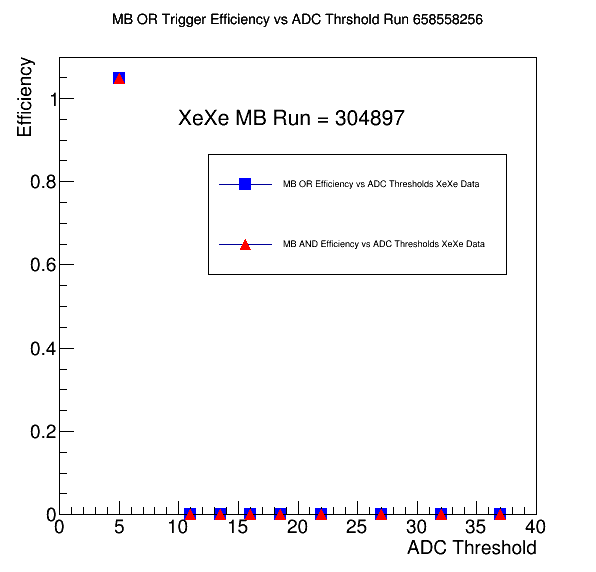 MB OR Trigger Efficiency vs ADC Thrshold Run 658558256
Efficiency
1
0.8
0.6
0.4
0.2
0
XeXe MB Run = 304897
MB OR Efficiency vs ADC Thresholds XeXe Data
MB AND Efficiency vs ADC Thresholds XeXe Data
0 5 10 15 20 25 30 35 40
ADC Threshold